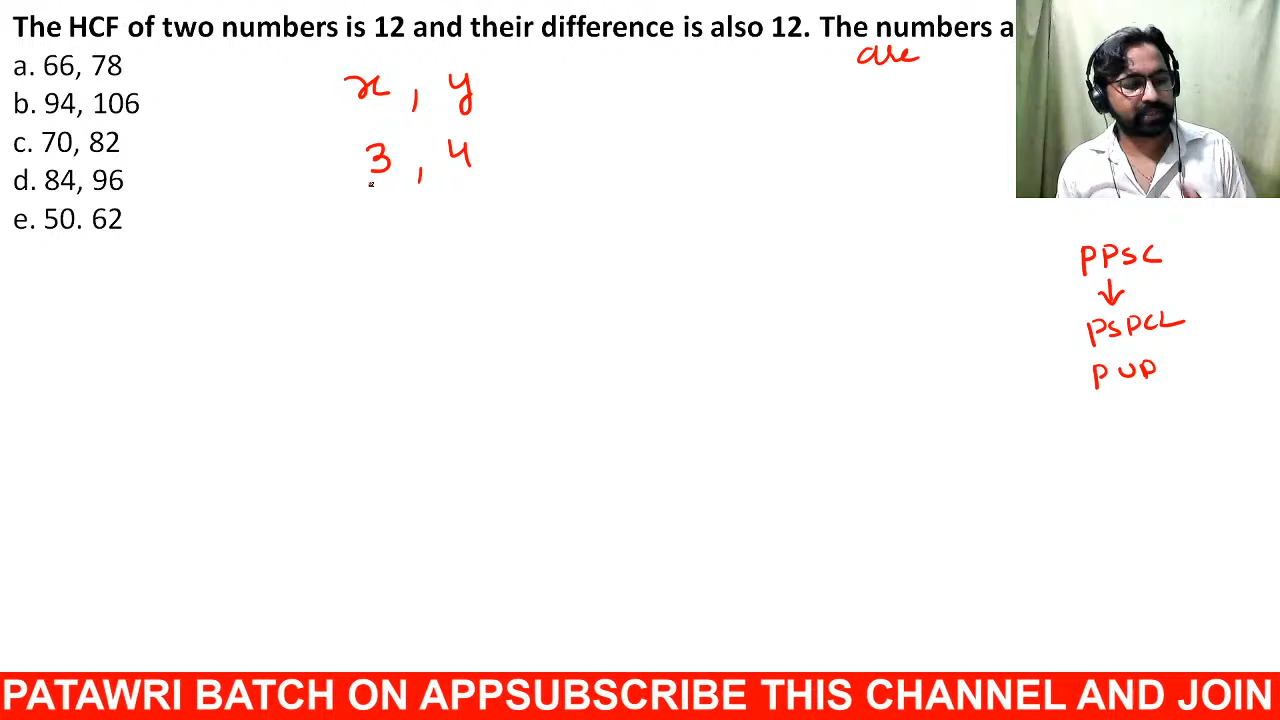 The HCF of two numbers is 12 and their difference is also 12. The numbers a
are
a. 66, 78
b. 94, 106
c. 70, 82
d. 84, 96
e. 50. 62
x , y
3 , 4
PPSC
↓
PSPCL
PUP
PATAWRI BATCH ON APPSUBSCRIBE THIS CHANNEL AND JOIN